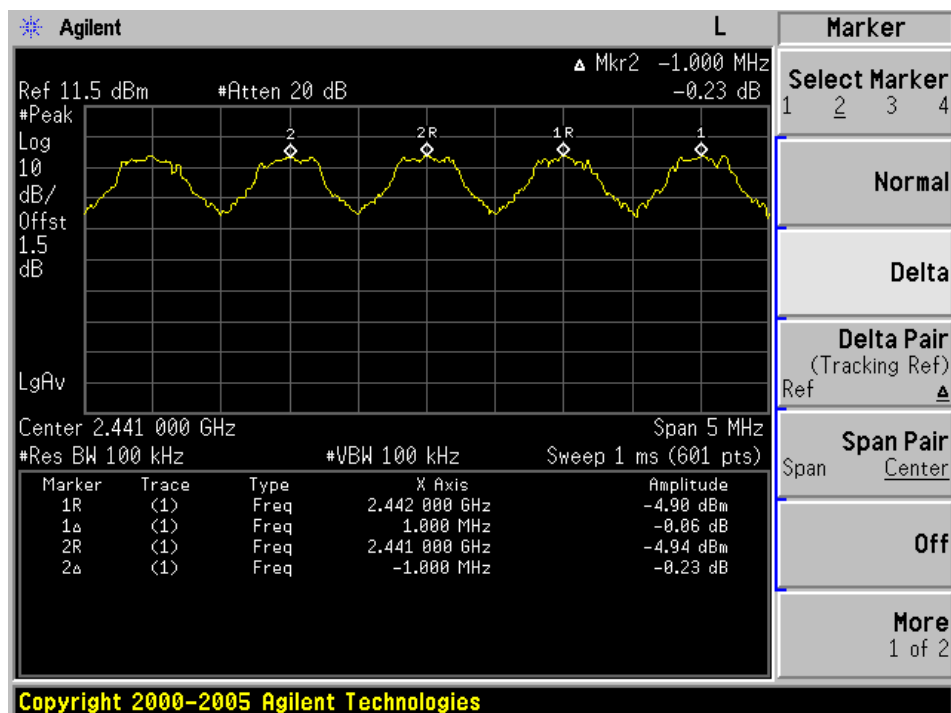 Agilent L
Δ Mkr2 -1.000 MHz
Ref 11.5 dBm #Atten 20 dB -0.23 dB
#Peak
Log
10
dB/
Offst
1.5
dB
LgAv
2 2R 1R 1
Center 2.441 000 GHz Span 5 MHz
#Res BW 100 kHz #VBW 100 kHz Sweep 1 ms (601 pts)
Marker Trace Type X Axis Amplitude
1R (1) Freq 2.442 000 GHz -4.90 dBm
1Δ (1) Freq 1.000 MHz -0.06 dB
2R (1) Freq 2.441 000 GHz -4.94 dBm
2Δ (1) Freq -1.000 MHz -0.23 dB
Marker
Select Marker
1 2 3 4
Normal
Delta
Delta Pair
(Tracking Ref)
Ref Δ
Span Pair
Span Center
Off
More
1 of 2
Copyright 2000-2005 Agilent Technologies